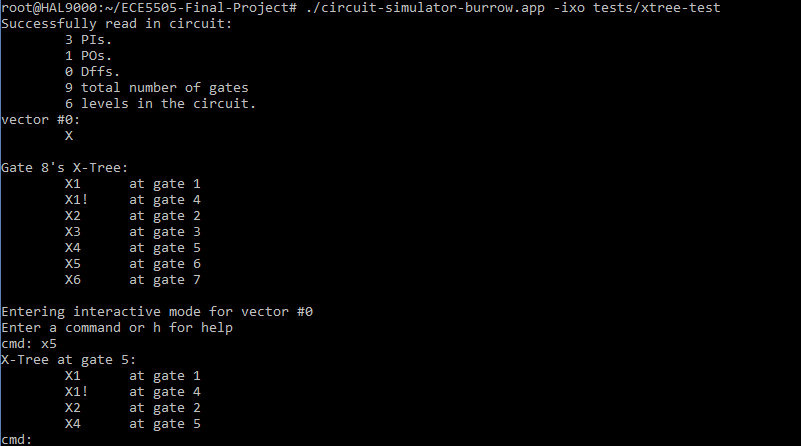 root@HAL9000:~/ECE5505-Final-Project# ./circuit-simulator-burrow.app -ixo tests/xtree-test
Successfully read in circuit:
3 PIs.
1 POs.
0 Dffs.
9 total number of gates
6 levels in the circuit.
vector #0:
X
Gate 8's X-Tree:
X1 at gate 1
X1! at gate 4
X2 at gate 2
X3 at gate 3
X4 at gate 5
X5 at gate 6
X6 at gate 7
Entering interactive mode for vector #0
Enter a command or h for help
cmd: x5
X-Tree at gate 5:
X1 at gate 1
X1! at gate 4
X2 at gate 2
X4 at gate 5
cmd: